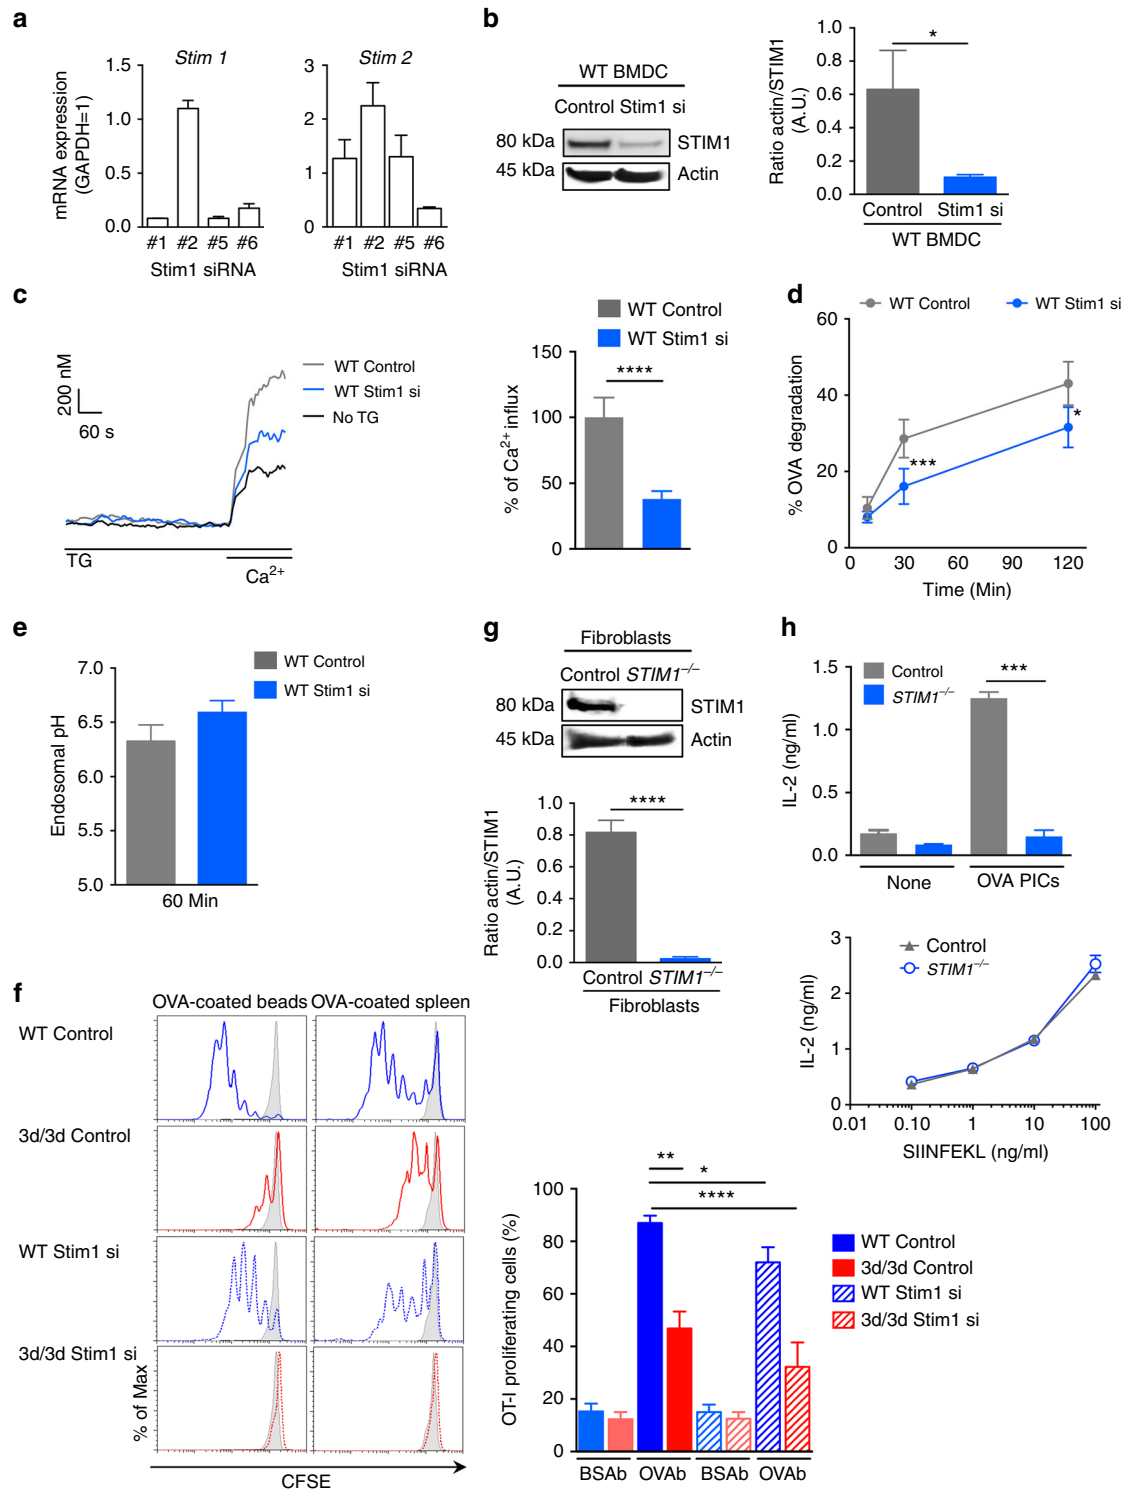 a
Stim 1
Stim 2
mRNA expression
(GAPDH=1)
1.5
1.0
0.5
0.0
#1 #2 #5 #6
Stim1 siRNA
3
2
1
0
#1 #2 #5 #6
Stim1 siRNA
b
WT BMDC
Control Stim1 si
80 kDa
STIM1
45 kDa
Actin
Ratio actin/STIM1
(A.U.)
1.0
0.8
0.6
0.4
0.2
0.0
*
Control Stim1 si
WT BMDC
c
200 nM
60 s
WT Control
WT Stim1 si
No TG
TG
Ca2+
WT Control
WT Stim1 si
% of Ca2+ influx
150
100
50
0
****
d
WT Control
WT Stim1 si
% OVA degradation
60
40
20
0
***
*
0 30 60 90 120
Time (Min)
e
WT Control
WT Stim1 si
Endosomal pH
7.0
6.5
6.0
5.5
5.0
60 Min
g
Fibroblasts
Control STIM1–/–
80 kDa
STIM1
45 kDa
Actin
Ratio actin/STIM1
(A.U.)
1.0
0.8
0.6
0.4
0.2
0.0
****
Control STIM1–/–
Fibroblasts
h
Control
STIM1–/–
IL-2 (ng/ml)
1.5
1.0
0.5
0.0
***
None
OVA PICs
Control
STIM1–/–
IL-2 (ng/ml)
3
2
1
0
0.01 0.1 1 10 100
SIINFEKL (ng/ml)
f
OVA-coated beads OVA-coated spleen
WT Control
3d/3d Control
WT Stim1 si
3d/3d Stim1 si
% of Max
CFSE
OT-I proliferating cells (%)
100
80
60
40
20
0
**
*
****
BSAb OVAb BSAb OVAb
WT Control
3d/3d Control
WT Stim1 si
3d/3d Stim1 si